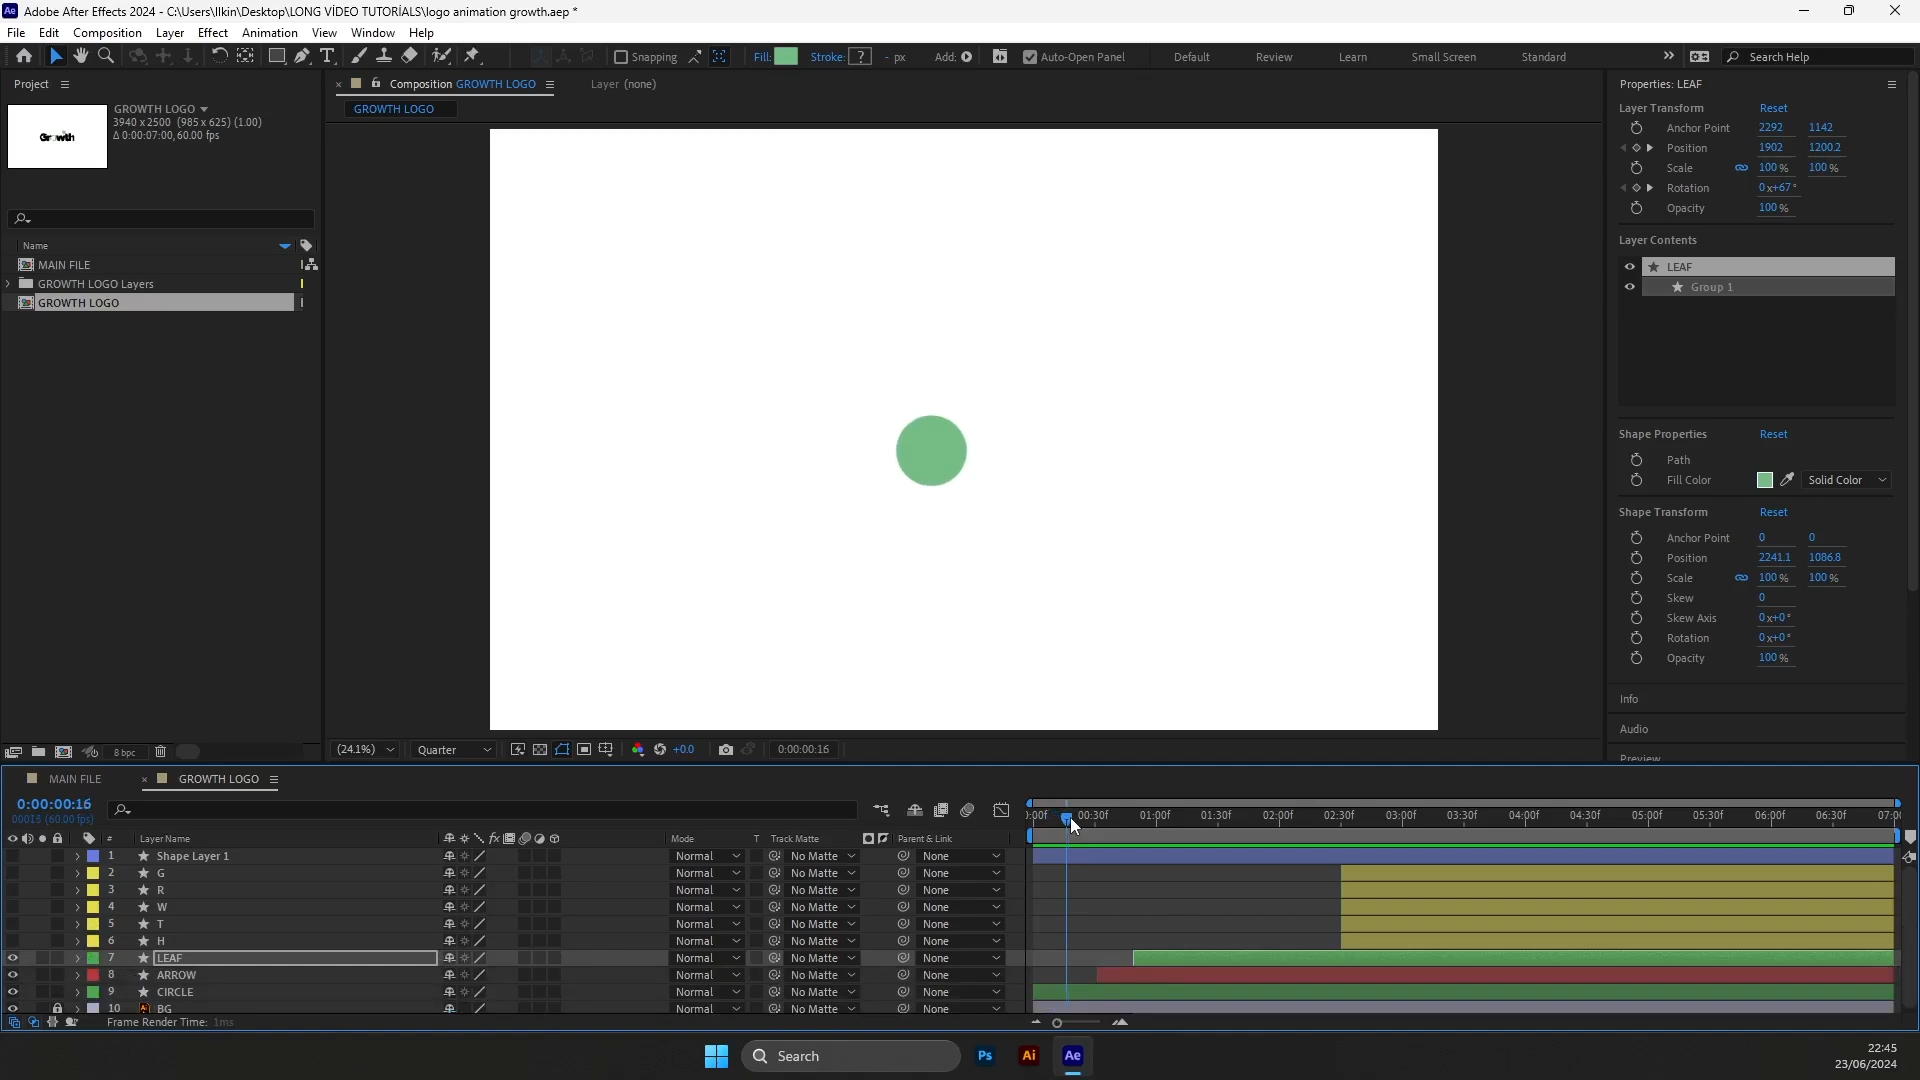 Adobe After Effects 2024 - C:\Users\Ilkin\Desktop\LONG VİDEO TUTORİALS\logo animation growth.aep *
File Edit Composition Layer Effect Animation View Window Help
Snapping Fill: Stroke: ? - px Add: Auto-Open Panel Default Review Learn Small Screen Standard Search Help
Project
GROWTH LOGO
3940 x 2500 (985 x 625) (1.00)
Δ 0:00:07:00, 60.00 fps
Growth
Name
MAIN FILE
GROWTH LOGO Layers
GROWTH LOGO
8 bpc
Composition GROWTH LOGO Layer (none)
GROWTH LOGO
(24.1%) Quarter +0.0 0:00:00:16
Properties: LEAF
Layer Transform Reset
Anchor Point 2292 1142
Position 1902 1200.2
Scale 100 % 100 %
Rotation 0x+67°
Opacity 100 %
Layer Contents
LEAF
Group 1
Shape Properties Reset
Path
Fill Color Solid Color
Shape Transform Reset
Anchor Point 0 0
Position 2241.1 1086.8
Scale 100 % 100 %
Skew 0
Skew Axis 0x+0°
Rotation 0x+0°
Opacity 100 %
Info
Audio
Preview
MAIN FILE GROWTH LOGO
0:00:00:16
00016 (60.00 fps)
:00f 00:30f 01:00f 01:30f 02:00f 02:30f 03:00f 03:30f 04:00f 04:30f 05:00f 05:30f 06:00f 06:30f 07:00
# Layer Name fx Mode T Track Matte Parent & Link
1 Shape Layer 1 Normal No Matte None
2 G Normal No Matte None
3 R Normal No Matte None
4 W Normal No Matte None
5 T Normal No Matte None
6 H Normal No Matte None
7 LEAF Normal No Matte None
8 ARROW Normal No Matte None
9 CIRCLE Normal No Matte None
10 BG Normal No Matte None
Frame Render Time: 1ms
Search Ps Ai Ae
22:45
23/06/2024